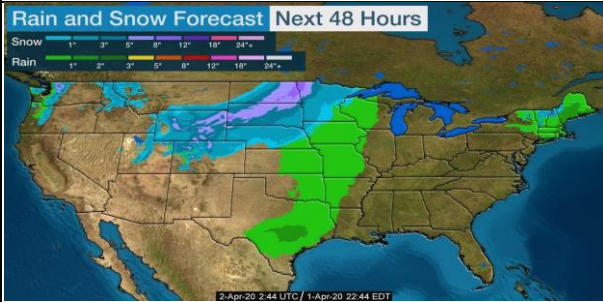 Rain and Snow Forecast Next 48 Hours
Snow 1" 3" 5" 8" 12" 18" 24"+
Rain 1" 2" 3" 5" 8" 12" 18" 24"+
2-Apr-20 2:44 UTC / 1-Apr-20 22:44 EDT